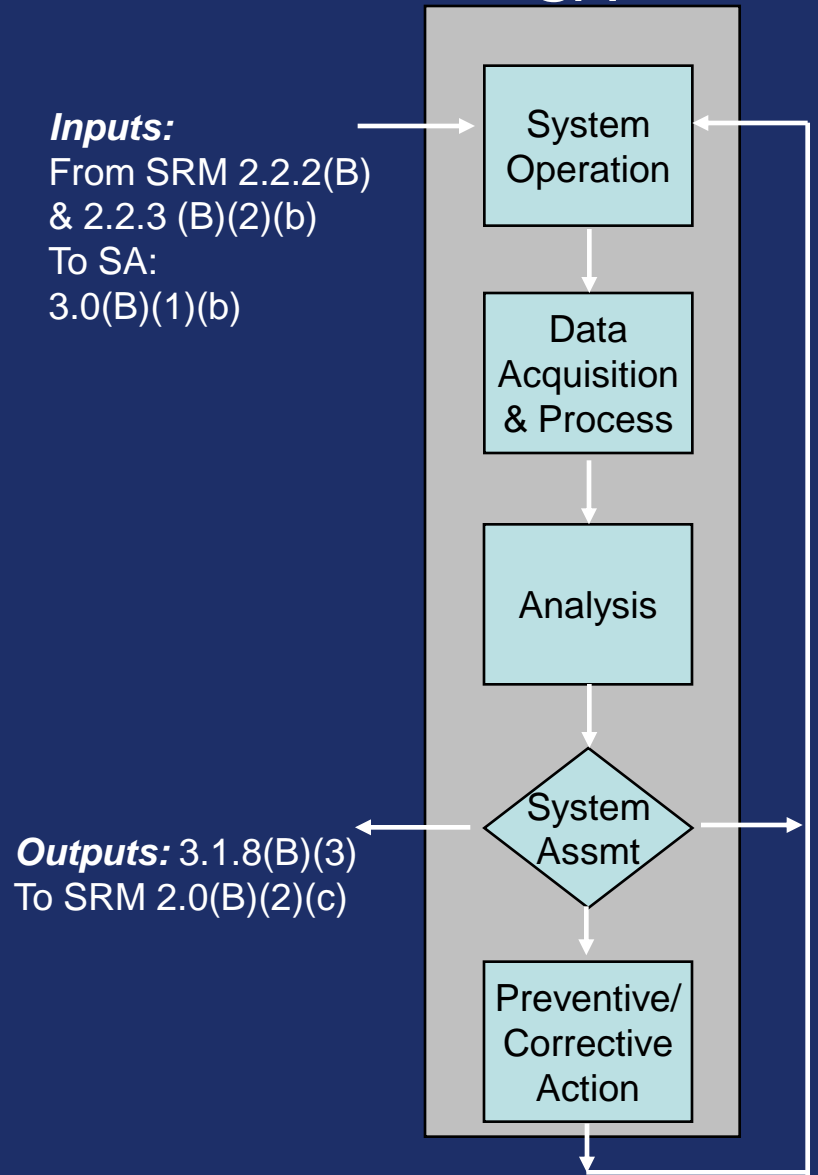 Inputs:
From SRM 2.2.2(B)
& 2.2.3 (B)(2)(b)
To SA:
3.0(B)(1)(b)
System
Operation
Data
Acquisition
& Process
Analysis
System
Assmt
Outputs: 3.1.8(B)(3)
To SRM 2.0(B)(2)(c)
Preventive/
Corrective
Action